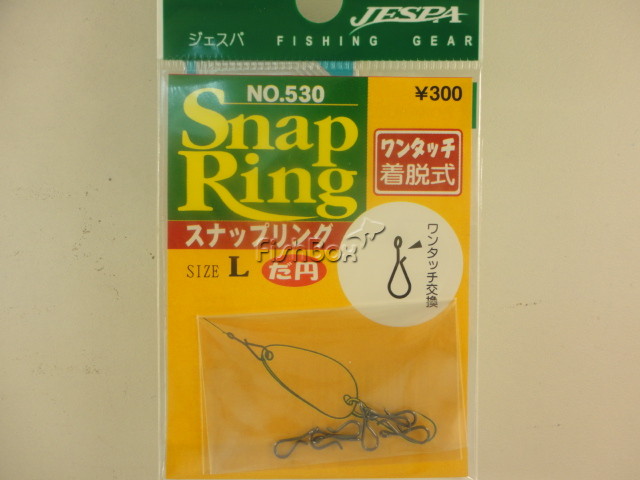 ジェスパ
JESPA
FISHING GEAR
NO.530
¥300
Snap
Ring
ワンタッチ
着脱式
スナップリング
FishBox
SIZE L
だ円
ワンタッチ交換